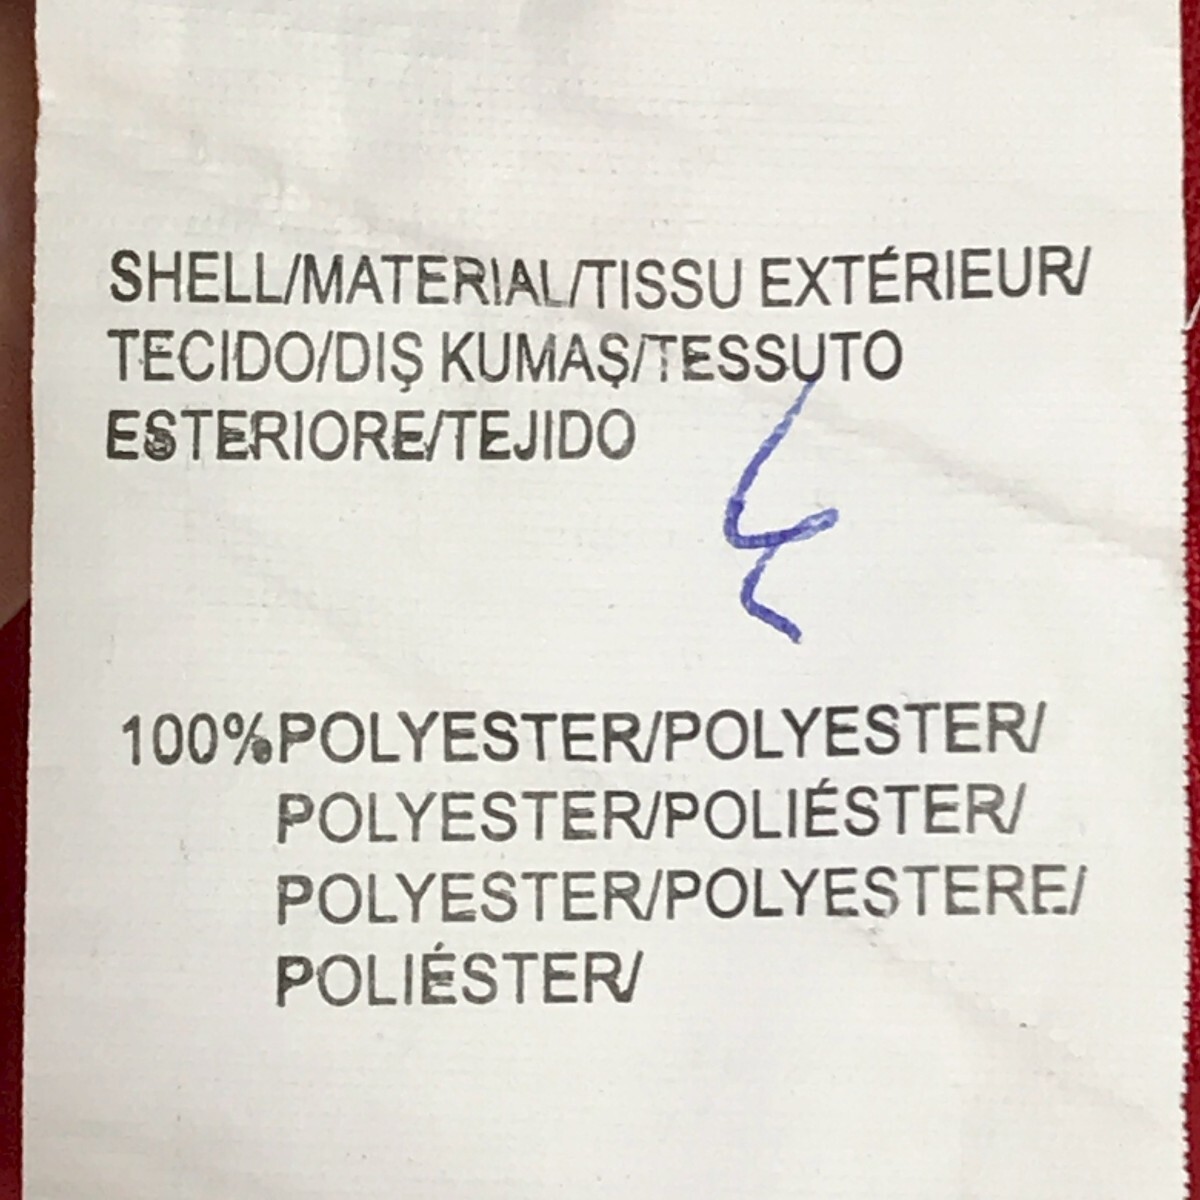 SHELL/MATERIAL/TISSU EXTÉRIEUR/
TECIDO/DIŞ KUMAŞ/TESSUTO
ESTERIORE/TEJIDO
100%POLYESTER/POLYESTER/
POLYESTER/POLIÉSTER/
POLYESTER/POLYESTERE/
POLIÉSTER/